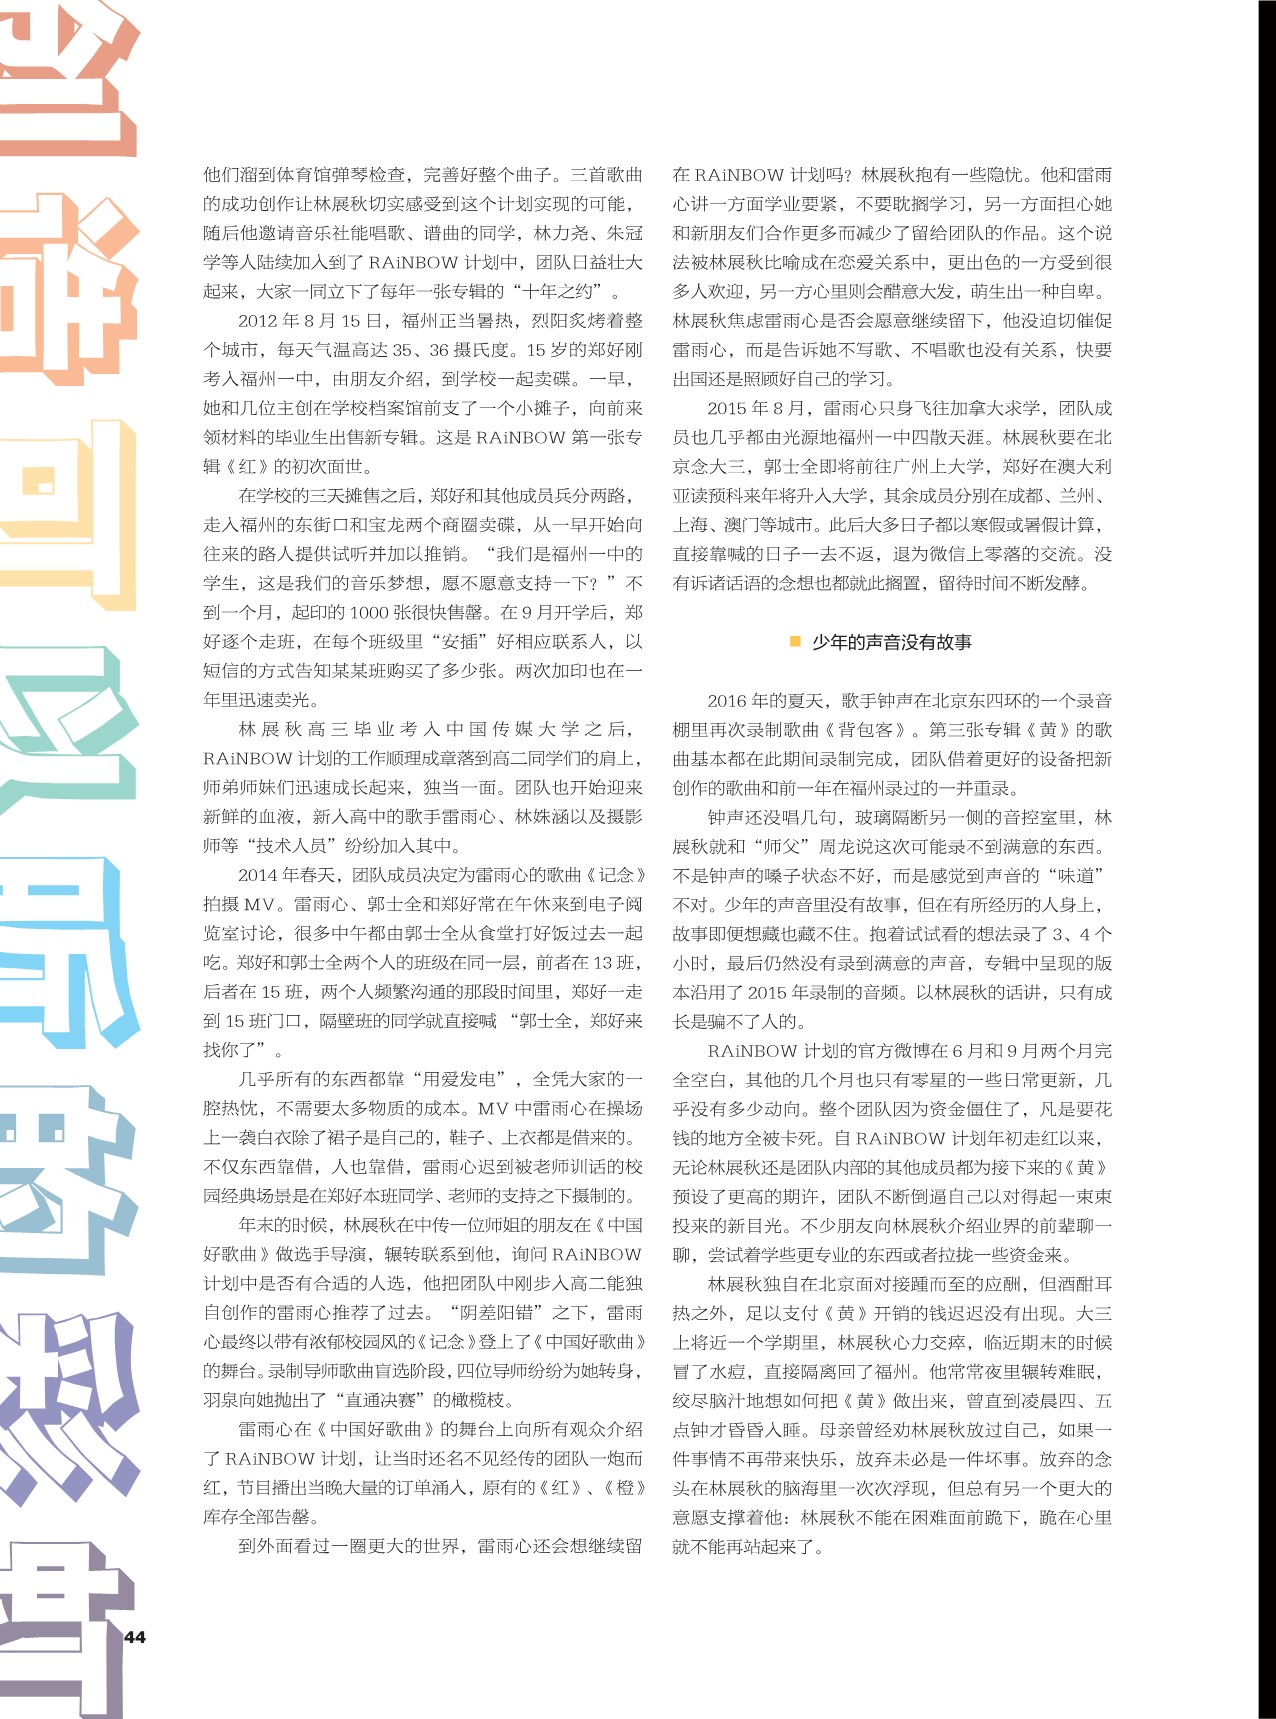 创造可以听的彩虹
他们溜到体育馆弹琴检查，完善好整个曲子。三首歌曲
的成功创作让林展秋切实感受到这个计划实现的可能，
随后他邀请音乐社能唱歌、谱曲的同学，林力尧、朱冠
学等人陆续加入到了 RAiNBOW 计划中，团队日益壮大
起来，大家一同立下了每年一张专辑的“十年之约”。
2012 年 8 月 15 日，福州正当暑热，烈阳炙烤着整
个城市，每天气温高达 35、36 摄氏度。15 岁的郑好刚
考入福州一中，由朋友介绍，到学校一起卖碟。一早，
她和几位主创在学校档案馆前支了一个小摊子，向前来
领材料的毕业生出售新专辑。这是 RAiNBOW 第一张专
辑《红》的初次面世。
在学校的三天摊售之后，郑好和其他成员兵分两路，
走入福州的东街口和宝龙两个商圈卖碟，从一早开始向
往来的路人提供试听并加以推销。“我们是福州一中的
学生，这是我们的音乐梦想，愿不愿意支持一下？”不
到一个月，起印的 1000 张很快售罄。在 9 月开学后，郑
好逐个走班，在每个班级里“安插”好相应联系人，以
短信的方式告知某某班购买了多少张。两次加印也在一
年里迅速卖光。
林展秋高三毕业考入中国传媒大学之后，
RAiNBOW 计划的工作顺理成章落到高二同学们的肩上，
师弟师妹们迅速成长起来，独当一面。团队也开始迎来
新鲜的血液，新入高中的歌手雷雨心、林姝涵以及摄影
师等“技术人员”纷纷加入其中。
2014 年春天，团队成员决定为雷雨心的歌曲《记念》
拍摄 MV。雷雨心、郭士全和郑好常在午休来到电子阅
览室讨论，很多中午都由郭士全从食堂打好饭过去一起
吃。郑好和郭士全两个人的班级在同一层，前者在 13 班，
后者在 15 班，两个人频繁沟通的那段时间里，郑好一走
到 15 班门口，隔壁班的同学就直接喊 “郭士全，郑好来
找你了”。
几乎所有的东西都靠“用爱发电”，全凭大家的一
腔热忱，不需要太多物质的成本。MV 中雷雨心在操场
上一袭白衣除了裙子是自己的，鞋子、上衣都是借来的。
不仅东西靠借，人也靠借，雷雨心迟到被老师训话的校
园经典场景是在郑好本班同学、老师的支持之下摄制的。
年末的时候，林展秋在中传一位师姐的朋友在《中国
好歌曲》做选手导演，辗转联系到他，询问 RAiNBOW
计划中是否有合适的人选，他把团队中刚步入高二能独
自创作的雷雨心推荐了过去。“阴差阳错”之下，雷雨
心最终以带有浓郁校园风的《记念》登上了《中国好歌曲》
的舞台。录制导师歌曲盲选阶段，四位导师纷纷为她转身，
羽泉向她抛出了“直通决赛”的橄榄枝。
雷雨心在《中国好歌曲》的舞台上向所有观众介绍
了 RAiNBOW 计划，让当时还名不见经传的团队一炮而
红，节目播出当晚大量的订单涌入，原有的《红》、《橙》
库存全部告罄。
到外面看过一圈更大的世界，雷雨心还会想继续留
在 RAiNBOW 计划吗？林展秋抱有一些隐忧。他和雷雨
心讲一方面学业要紧，不要耽搁学习，另一方面担心她
和新朋友们合作更多而减少了留给团队的作品。这个说
法被林展秋比喻成在恋爱关系中，更出色的一方受到很
多人欢迎，另一方心里则会醋意大发，萌生出一种自卑。
林展秋焦虑雷雨心是否会愿意继续留下，他没迫切催促
雷雨心，而是告诉她不写歌、不唱歌也没有关系，快要
出国还是照顾好自己的学习。
2015 年 8 月，雷雨心只身飞往加拿大求学，团队成
员也几乎都由光源地福州一中四散天涯。林展秋要在北
京念大三，郭士全即将前往广州上大学，郑好在澳大利
亚读预科来年将升入大学，其余成员分别在成都、兰州、
上海、澳门等城市。此后大多日子都以寒假或暑假计算，
直接靠喊的日子一去不返，退为微信上零落的交流。没
有诉诸话语的念想也都就此搁置，留待时间不断发酵。
少年的声音没有故事
2016 年的夏天，歌手钟声在北京东四环的一个录音
棚里再次录制歌曲《背包客》。第三张专辑《黄》的歌
曲基本都在此期间录制完成，团队借着更好的设备把新
创作的歌曲和前一年在福州录过的一并重录。
钟声还没唱几句，玻璃隔断另一侧的音控室里，林
展秋就和“师父”周龙说这次可能录不到满意的东西。
不是钟声的嗓子状态不好，而是感觉到声音的“味道”
不对。少年的声音里没有故事，但在有所经历的人身上，
故事即便想藏也藏不住。抱着试试看的想法录了 3、4 个
小时，最后仍然没有录到满意的声音，专辑中呈现的版
本沿用了 2015 年录制的音频。以林展秋的话讲，只有成
长是骗不了人的。
RAiNBOW 计划的官方微博在 6 月和 9 月两个月完
全空白，其他的几个月也只有零星的一些日常更新，几
乎没有多少动向。整个团队因为资金僵住了，凡是要花
钱的地方全被卡死。自 RAiNBOW 计划年初走红以来，
无论林展秋还是团队内部的其他成员都为接下来的《黄》
预设了更高的期许，团队不断倒逼自己以对得起一束束
投来的新目光。不少朋友向林展秋介绍业界的前辈聊一
聊，尝试着学些更专业的东西或者拉拢一些资金来。
林展秋独自在北京面对接踵而至的应酬，但酒酣耳
热之外，足以支付《黄》开销的钱迟迟没有出现。大三
上将近一个学期里，林展秋心力交瘁，临近期末的时候
冒了水痘，直接隔离回了福州。他常常夜里辗转难眠，
绞尽脑汁地想如何把《黄》做出来，曾直到凌晨四、五
点钟才昏昏入睡。母亲曾经劝林展秋放过自己，如果一
件事情不再带来快乐，放弃未必是一件坏事。放弃的念
头在林展秋的脑海里一次次浮现，但总有另一个更大的
意愿支撑着他：林展秋不能在困难面前跪下，跪在心里
就不能再站起来了。
44